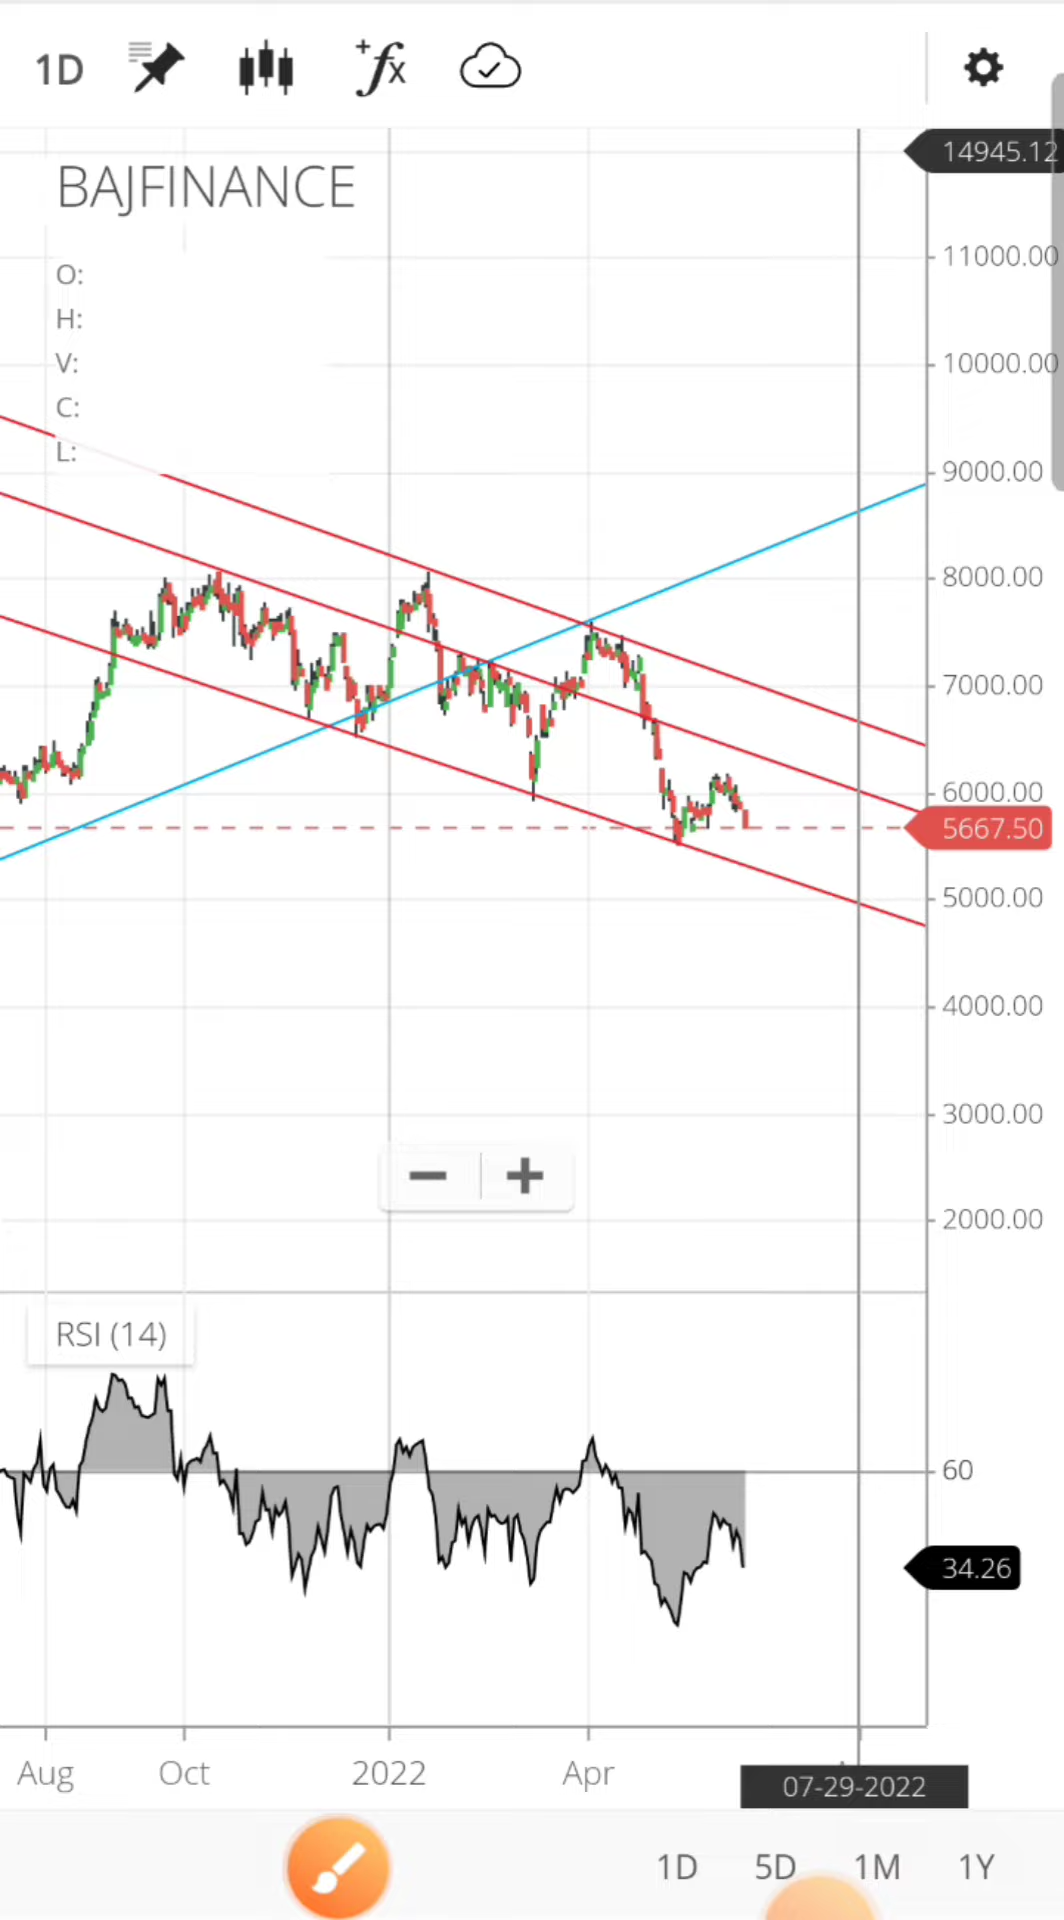 1D
BAJFINANCE
O:
H:
V:
C:
L:
14945.12
11000.00
10000.00
9000.00
8000.00
7000.00
6000.00
5667.50
5000.00
4000.00
3000.00
2000.00
RSI (14)
60
34.26
Aug Oct 2022 Apr
07-29-2022
1D 5D 1M 1Y